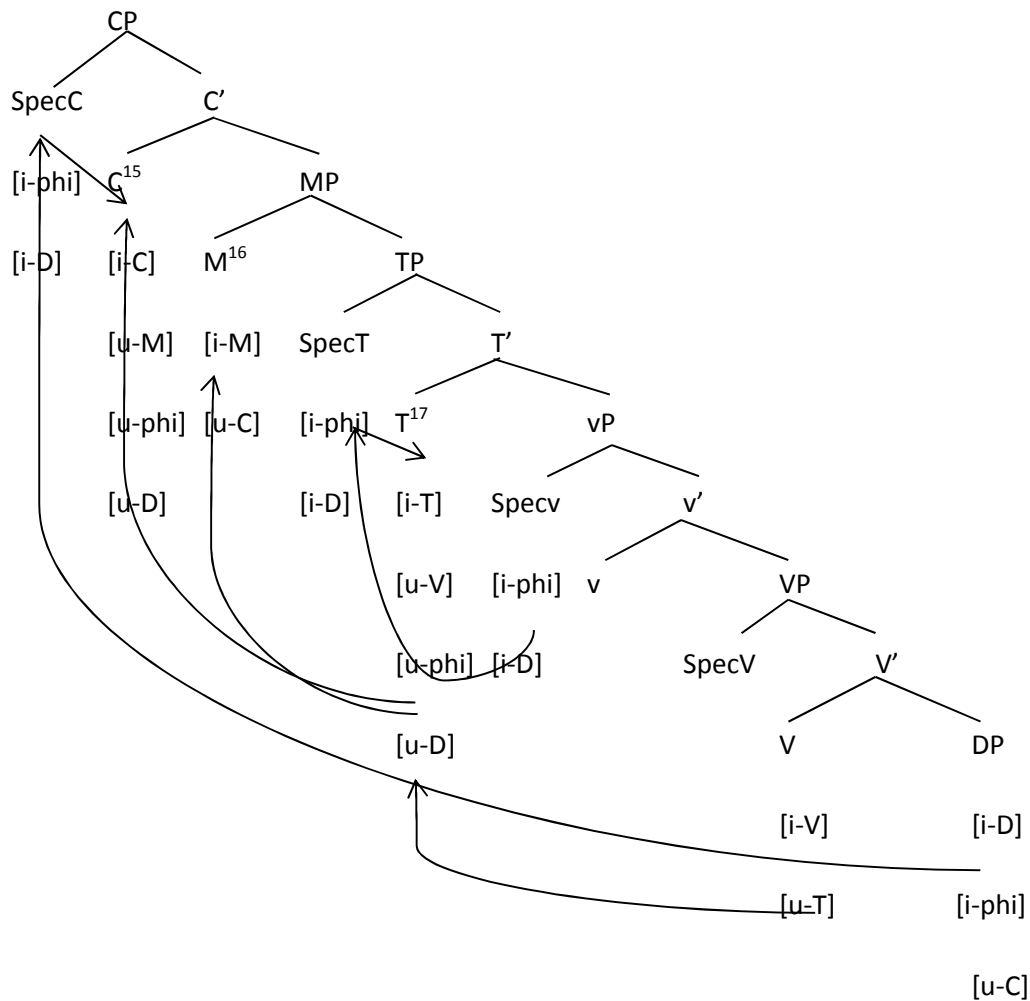 CP
SpecC C’
[i-phi] C15 MP
[i-D] [i-C] M16 TP
[u-M] [i-M] SpecT T’
[u-phi] [u-C] [i-phi] T17 vP
[u-D] [i-D] [i-T] Specv v’
[u-V] [i-phi] v VP
[u-phi] [i-D] SpecV V’
[u-D] V DP
[i-V] [i-D]
[u-T] [i-phi]
[u-C]